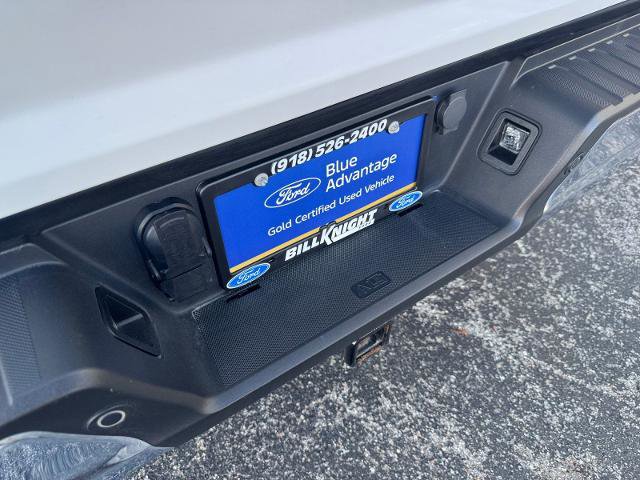 (918) 526-2400
Ford
Blue
Advantage
Gold Certified Used Vehicle
Ford
BILL KNIGHT
Ford